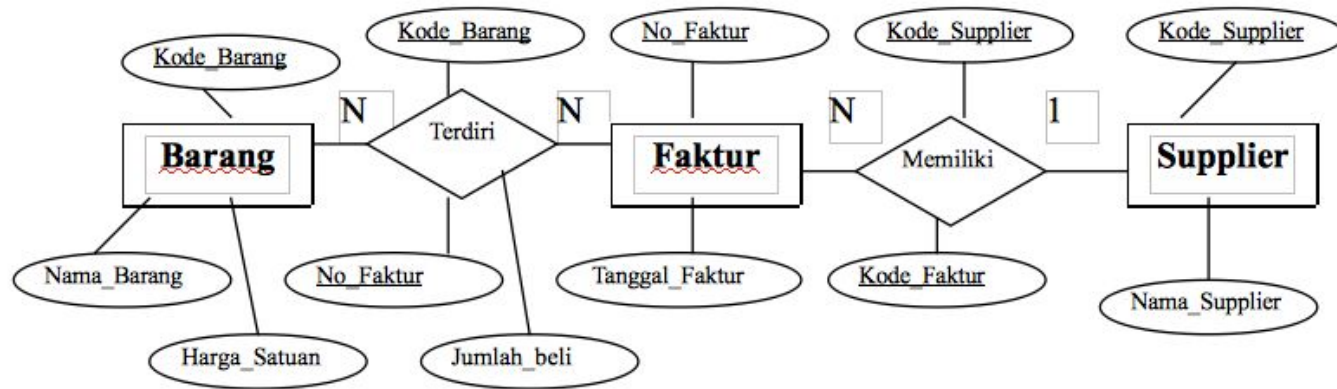 Kode_Barang
Kode_Barang
No_Faktur
Kode_Supplier
Kode_Supplier
N
N
N
1
Barang
Terdiri
Faktur
Memiliki
Supplier
Nama_Barang
No_Faktur
Tanggal_Faktur
Kode_Faktur
Nama_Supplier
Harga_Satuan
Jumlah_beli